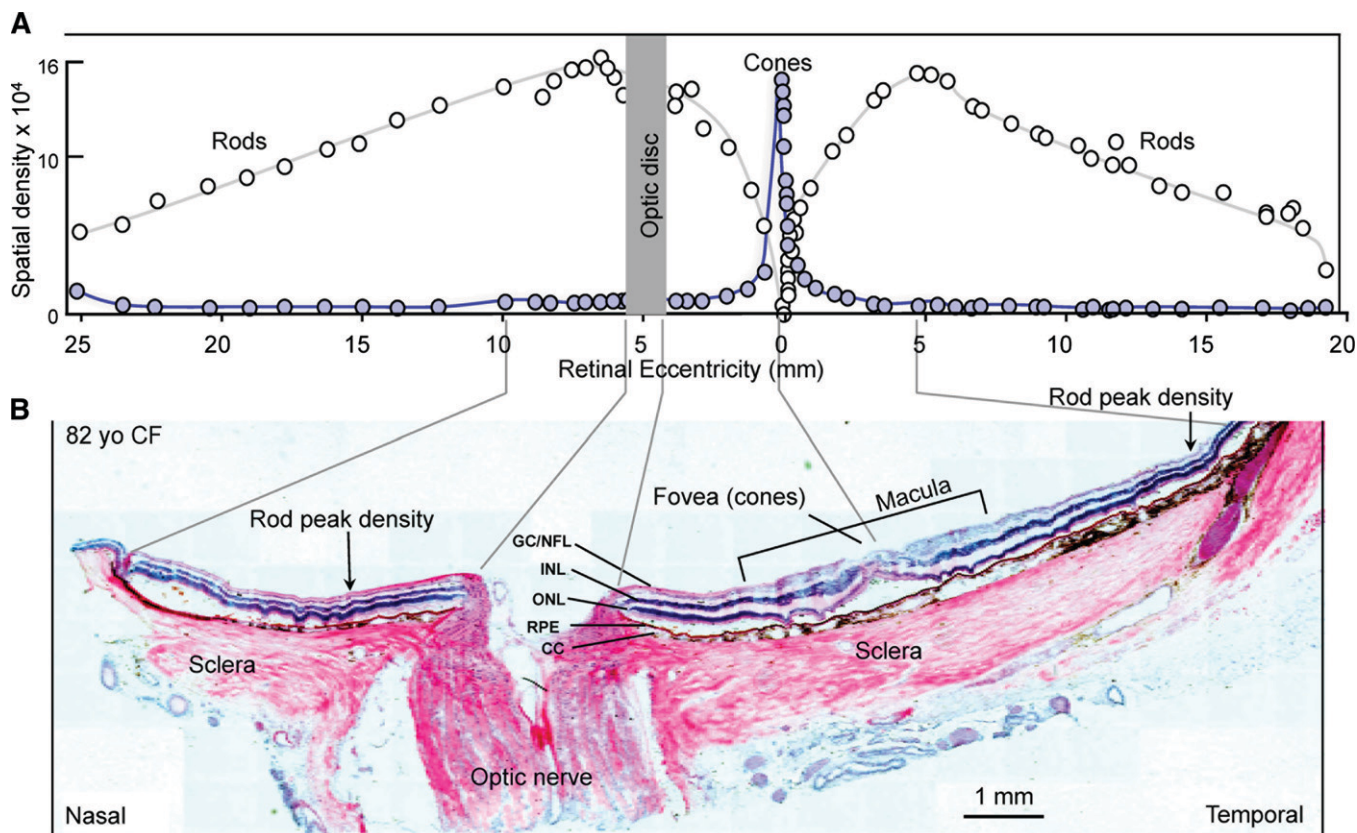 A
Spatial density x 10⁴
16
10
0
Rods
Optic disc
Cones
Rods
25 20 15 10 5 0 5 10 15 20
Retinal Eccentricity (mm)
B
82 yo CF
Rod peak density
Rod peak density
Fovea (cones)
Macula
GC/NFL
INL
ONL
RPE
CC
Sclera
Sclera
Optic nerve
1 mm
Nasal
Temporal